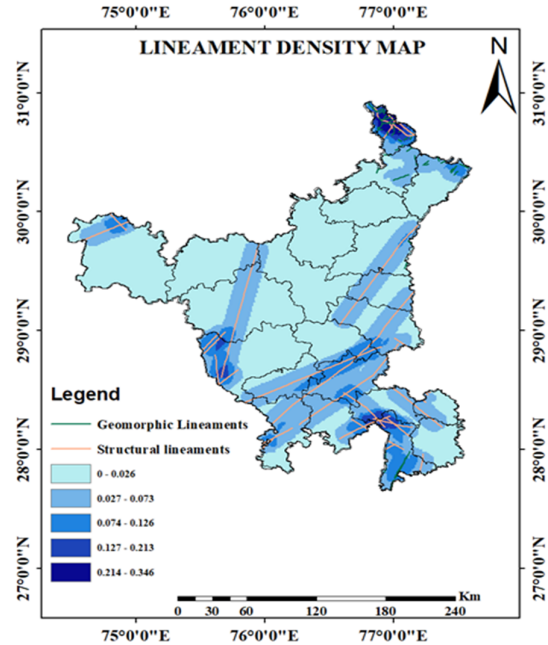 75°0'0"E 76°0'0"E 77°0'0"E
LINEAMENT DENSITY MAP
N
31°0'0"N 31°0'0"N
30°0'0"N 30°0'0"N
29°0'0"N 29°0'0"N
28°0'0"N 28°0'0"N
27°0'0"N 27°0'0"N
Legend
Geomorphic Lineaments
Structural lineaments
0 - 0.026
0.027 - 0.073
0.074 - 0.126
0.127 - 0.213
0.214 - 0.346
Km
0 30 60 120 180 240
75°0'0"E 76°0'0"E 77°0'0"E